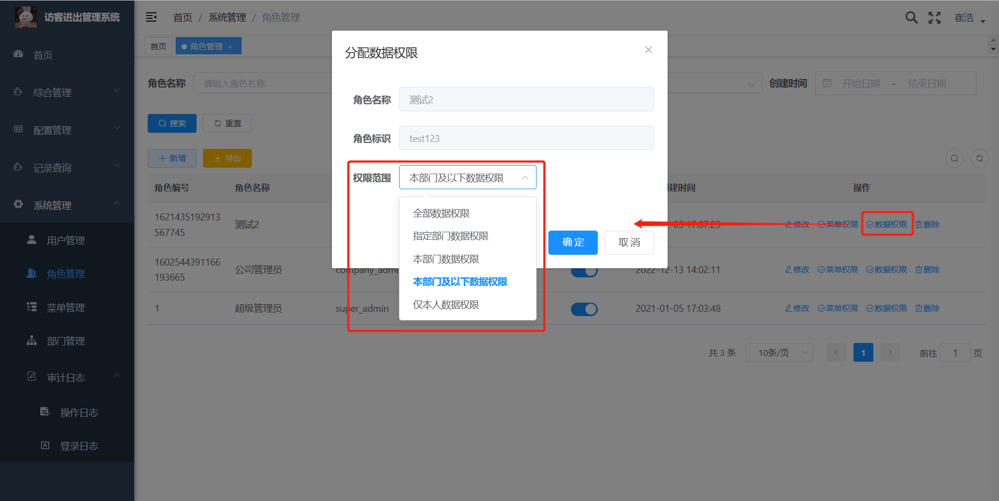 访客进出管理系统
首页 / 系统管理 / 角色管理
崔浩
首页
角色管理 ×
首页
综合管理
配置管理
记录查询
系统管理
用户管理
角色管理
菜单管理
部门管理
审计日志
操作日志
登录日志
角色名称 请输入角色名称
创建时间 开始日期 - 结束日期
搜索 重置
新增 导出
角色编号 角色名称 建时间 操作
1621435192913
567745
测试2
-03 17:07:29
修改 菜单权限 数据权限 删除
1602544391166
193665
公司管理员 company_admi 2022-12-13 14:02:11
修改 菜单权限 数据权限 删除
1 超级管理员 super_admin 2021-01-05 17:03:48
修改 菜单权限 数据权限 删除
共 3 条 10条/页 1 前往 1 页
分配数据权限
角色名称 测试2
角色标识 test123
权限范围 本部门及以下数据权限
全部数据权限
指定部门数据权限
本部门数据权限
本部门及以下数据权限
仅本人数据权限
确 定 取 消